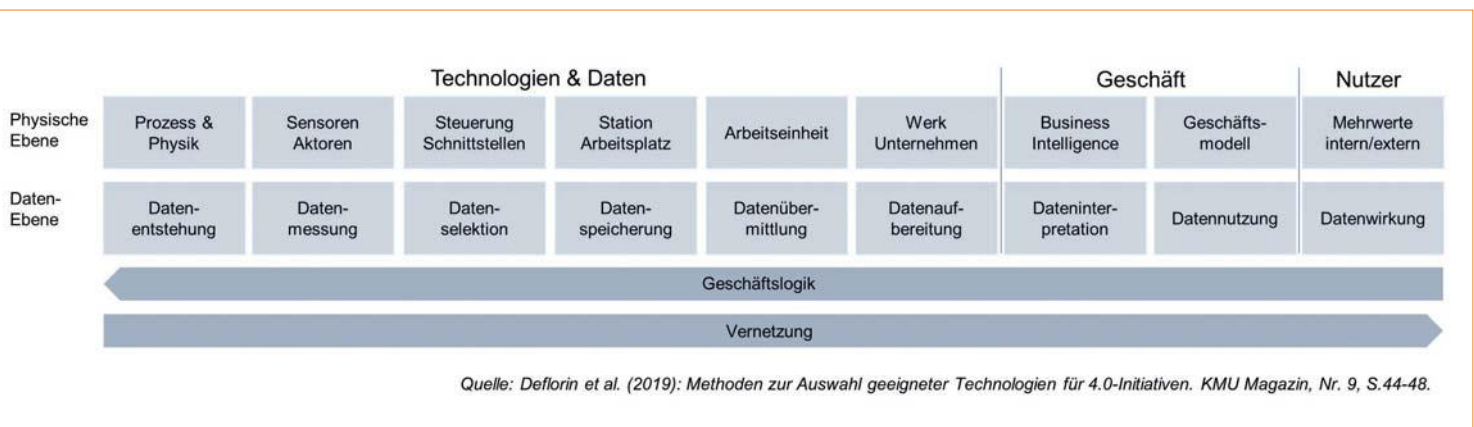 Technologien & Daten
Geschäft
Nutzer
Physische
Ebene
Prozess &
Physik
Sensoren
Aktoren
Steuerung
Schnittstellen
Station
Arbeitsplatz
Arbeitseinheit
Werk
Unternehmen
Business
Intelligence
Geschäfts-
modell
Mehrwerte
intern/extern
Daten-
Ebene
Daten-
entstehung
Daten-
messung
Daten-
selektion
Daten-
speicherung
Datenüber-
mittlung
Datenauf-
bereitung
Dateninter-
pretation
Datennutzung
Datenwirkung
Geschäftslogik
Vernetzung
Quelle: Deflorin et al. (2019): Methoden zur Auswahl geeigneter Technologien für 4.0-Initiativen. KMU Magazin, Nr. 9, S.44-48.